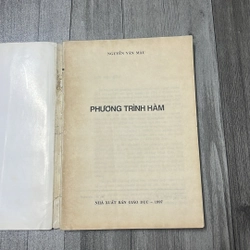 NGUYỄN VĂN MẬU
PHƯƠNG TRÌNH HÀM
NHÀ XUẤT BẢN GIÁO DỤC — 1997